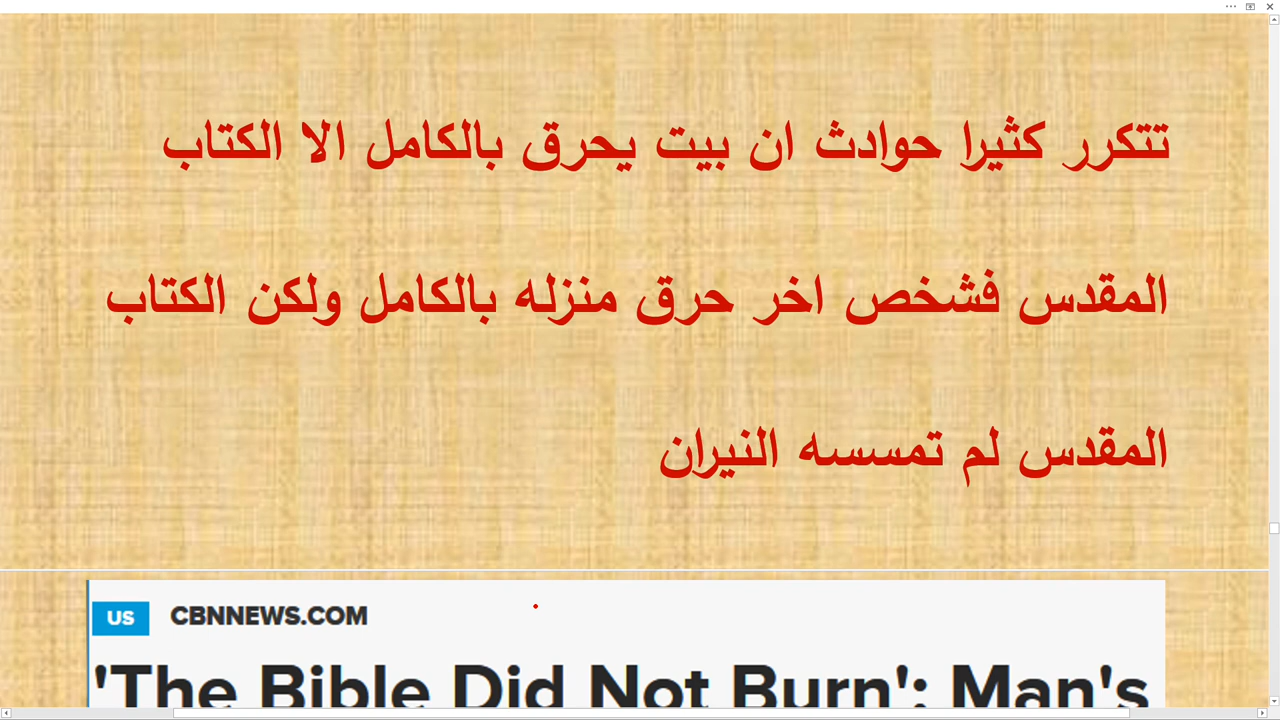 تتكرر كثيرا حوادث ان بيت يحرق بالكامل الا الكتاب
المقدس فشخص اخر حرق منزله بالكامل ولكن الكتاب
المقدس لم تمسسه النيران
US CBNNEWS.COM
'The Bible Did Not Burn': Man's